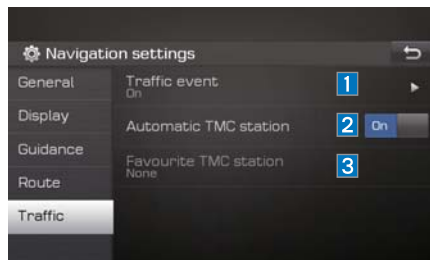 Navigation settings
General
Traffic event
On
1
Display
Automatic TMC station
2
On
Guidance
Favourite TMC station
None
3
Route
Traffic